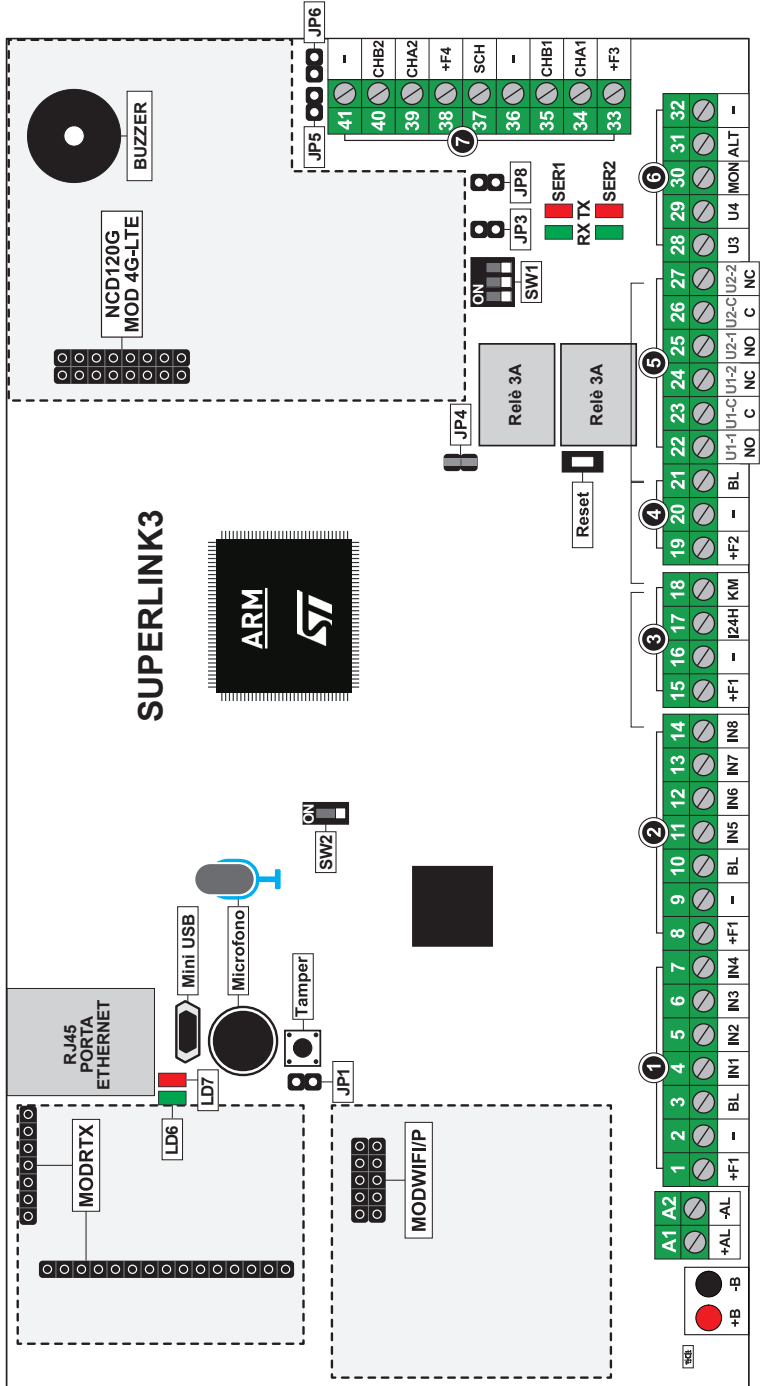 MODRTX
RJ45
PORTA
ETHERNET
NCD120G
MOD 4G-LTE
BUZZER
LD6
LD7
Mini USB
Microfono
SUPERLINK3
ARM
ST
Tamper
JP1
ON
SW2
MODWIFI/P
JP4
JP5
JP6
41 -
40 CHB2
39 CHA2
38 +F4
37 SCH
36 -
35 CHB1
34 CHA1
33 +F3
7
ON
SW1
JP3
JP8
SER1
RX TX
SER2
Relè 3A
Relè 3A
Reset
1 2 3 4 5 6
A1 A2
1 2 3 4 5 6 7 8 9 10 11 12 13 14 15 16 17 18 19 20 21 22 23 24 25 26 27 28 29 30 31 32
+B -B
+AL -AL
+F1 - BL IN1 IN2 IN3 IN4 +F1 - BL IN5 IN6 IN7 IN8 +F1 - I24H KM +F2 - BL U1-1 U1-C U1-2 U2-1 U2-C U2-2 U3 U4 MON ALT -
NO C NC NO C NC